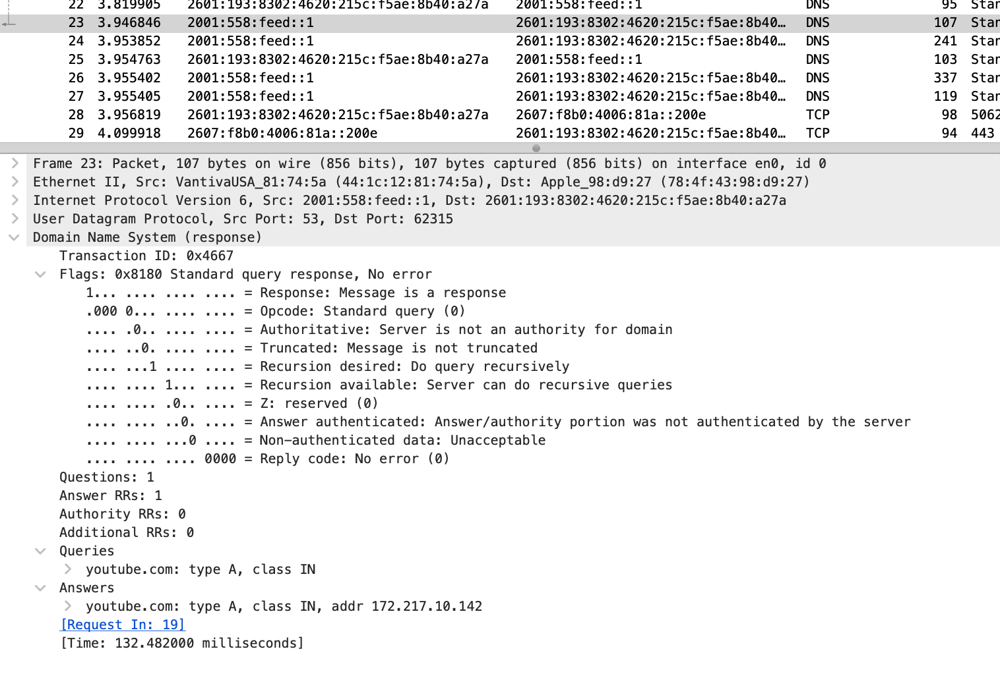 22 3.819905 2601:193:8302:4620:215c:f5ae:8b40:a27a 2001:558:feed::1 DNS 95 Stan
23 3.946846 2001:558:feed::1 2601:193:8302:4620:215c:f5ae:8b40… DNS 107 Stan
24 3.953852 2001:558:feed::1 2601:193:8302:4620:215c:f5ae:8b40… DNS 241 Stan
25 3.954763 2601:193:8302:4620:215c:f5ae:8b40:a27a 2001:558:feed::1 DNS 103 Stan
26 3.955402 2001:558:feed::1 2601:193:8302:4620:215c:f5ae:8b40… DNS 337 Stan
27 3.955405 2001:558:feed::1 2601:193:8302:4620:215c:f5ae:8b40… DNS 119 Stan
28 3.956819 2601:193:8302:4620:215c:f5ae:8b40:a27a 2607:f8b0:4006:81a::200e TCP 98 5062
29 4.099918 2607:f8b0:4006:81a::200e 2601:193:8302:4620:215c:f5ae:8b40… TCP 94 443
Frame 23: Packet, 107 bytes on wire (856 bits), 107 bytes captured (856 bits) on interface en0, id 0
Ethernet II, Src: VantivaUSA_81:74:5a (44:1c:12:81:74:5a), Dst: Apple_98:d9:27 (78:4f:43:98:d9:27)
Internet Protocol Version 6, Src: 2001:558:feed::1, Dst: 2601:193:8302:4620:215c:f5ae:8b40:a27a
User Datagram Protocol, Src Port: 53, Dst Port: 62315
Domain Name System (response)
Transaction ID: 0x4667
Flags: 0x8180 Standard query response, No error
1... .... .... .... = Response: Message is a response
.000 0... .... .... = Opcode: Standard query (0)
.... .0.. .... .... = Authoritative: Server is not an authority for domain
.... ..0. .... .... = Truncated: Message is not truncated
.... ...1 .... .... = Recursion desired: Do query recursively
.... .... 1... .... = Recursion available: Server can do recursive queries
.... .... .0.. .... = Z: reserved (0)
.... .... ..0. .... = Answer authenticated: Answer/authority portion was not authenticated by the server
.... .... ...0 .... = Non-authenticated data: Unacceptable
.... .... .... 0000 = Reply code: No error (0)
Questions: 1
Answer RRs: 1
Authority RRs: 0
Additional RRs: 0
Queries
youtube.com: type A, class IN
Answers
youtube.com: type A, class IN, addr 172.217.10.142
[Request In: 19]
[Time: 132.482000 milliseconds]